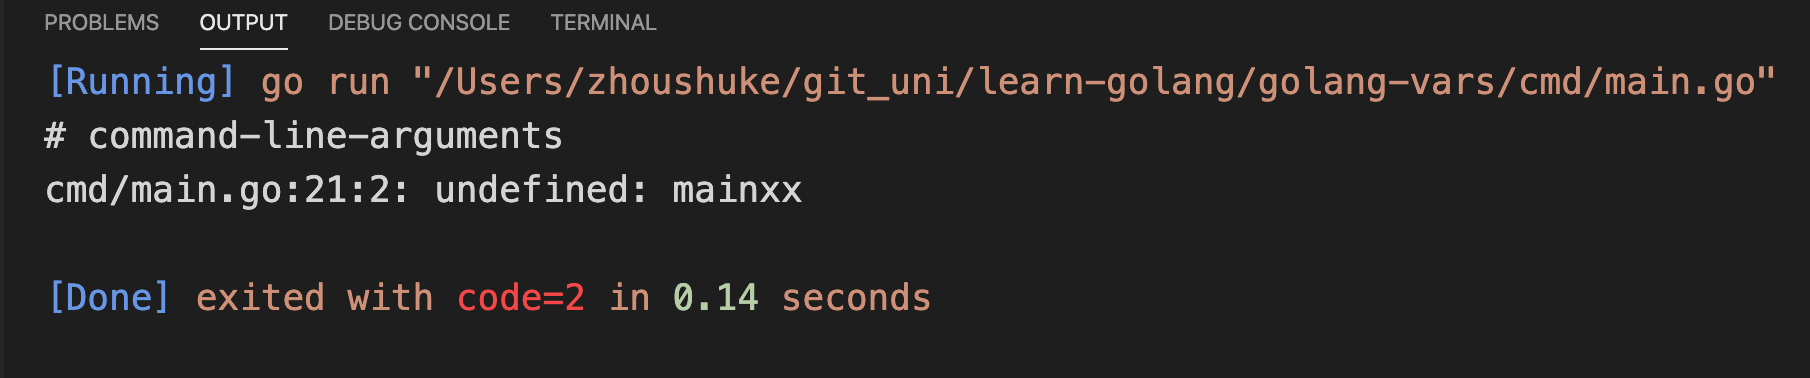 PROBLEMS OUTPUT DEBUG CONSOLE TERMINAL
[Running] go run "/Users/zhoushuke/git_uni/learn-golang/golang-vars/cmd/main.go"
# command-line-arguments
cmd/main.go:21:2: undefined: mainxx
[Done] exited with code=2 in 0.14 seconds